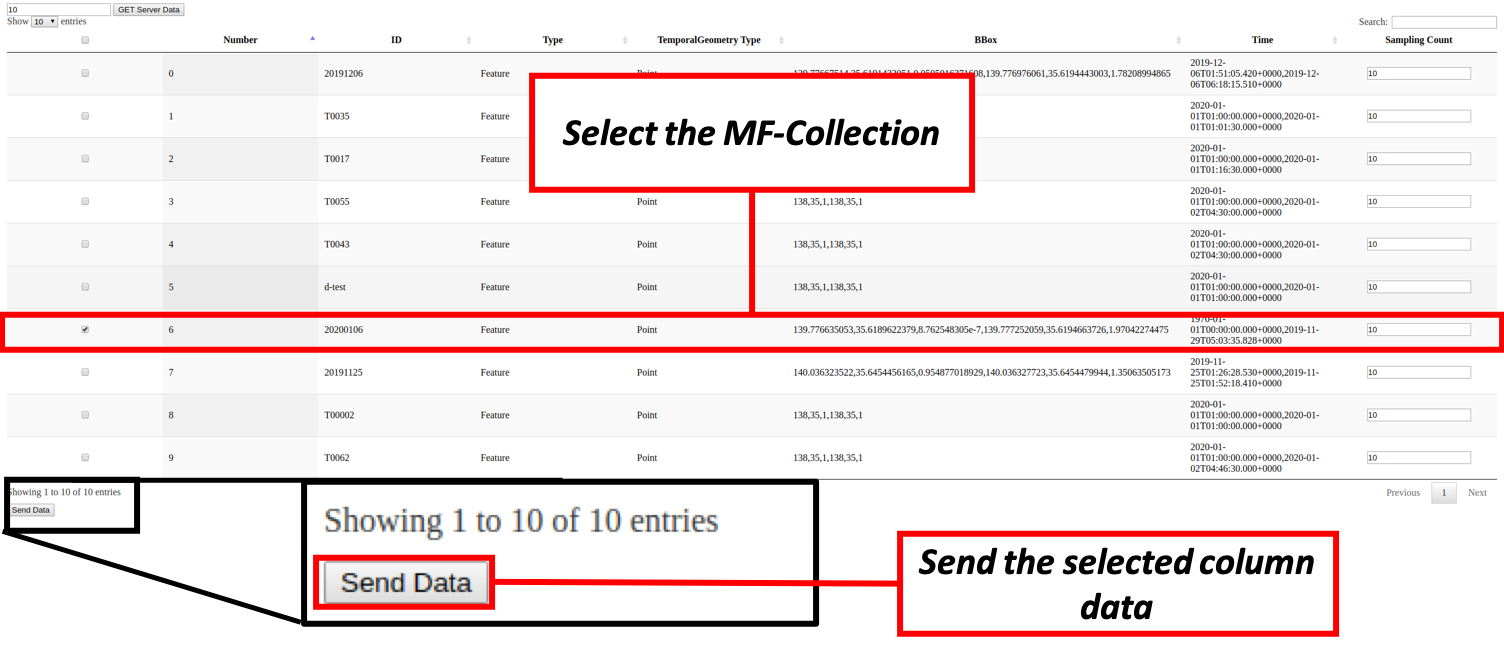 10 GET Server Data
Show 10 entries Search:
Number ID Type TemporalGeometry Type BBox Time Sampling Count
0 20191206 Feature Point 139.776976061,35.6194443003,1.78208994865 2019-12-
06T01:51:05.420+0000,2019-12-
06T06:18:15.510+0000 10
1 T0035 Feature 2020-01-
01T01:00:00.000+0000,2020-01-
01T01:01:30.000+0000 10
2 T0017 Feature 2020-01-
01T01:00:00.000+0000,2020-01-
01T01:16:30.000+0000 10
Select the MF-Collection
3 T0055 Feature Point 138,35,1,138,35,1 2020-01-
01T01:00:00.000+0000,2020-01-
02T04:30:00.000+0000 10
4 T0043 Feature Point 138,35,1,138,35,1 2020-01-
01T01:00:00.000+0000,2020-01-
02T04:30:00.000+0000 10
5 d-test Feature Point 138,35,1,138,35,1 2020-01-
01T01:00:00.000+0000,2020-01-
01T01:00:00.000+0000 10
6 20200106 Feature Point 139.776635053,35.6189622379,8.762548305e-7,139.777252059,35.6194663726,1.97042274475 1970-01-
01T00:00:00.000+0000,2019-11-
29T05:03:35.828+0000 10
7 20191125 Feature Point 140.036323522,35.6454456165,0.954877018929,140.036327723,35.6454479944,1.35063505173 2019-11-
25T01:26:28.530+0000,2019-11-
25T01:52:18.410+0000 10
8 T00002 Feature Point 138,35,1,138,35,1 2020-01-
01T01:00:00.000+0000,2020-01-
01T01:00:00.000+0000 10
9 T0062 Feature Point 138,35,1,138,35,1 2020-01-
01T01:00:00.000+0000,2020-01-
02T04:46:30.000+0000 10
Showing 1 to 10 of 10 entries Previous 1 Next
Send Data
Showing 1 to 10 of 10 entries
Send Data
Send the selected column
data